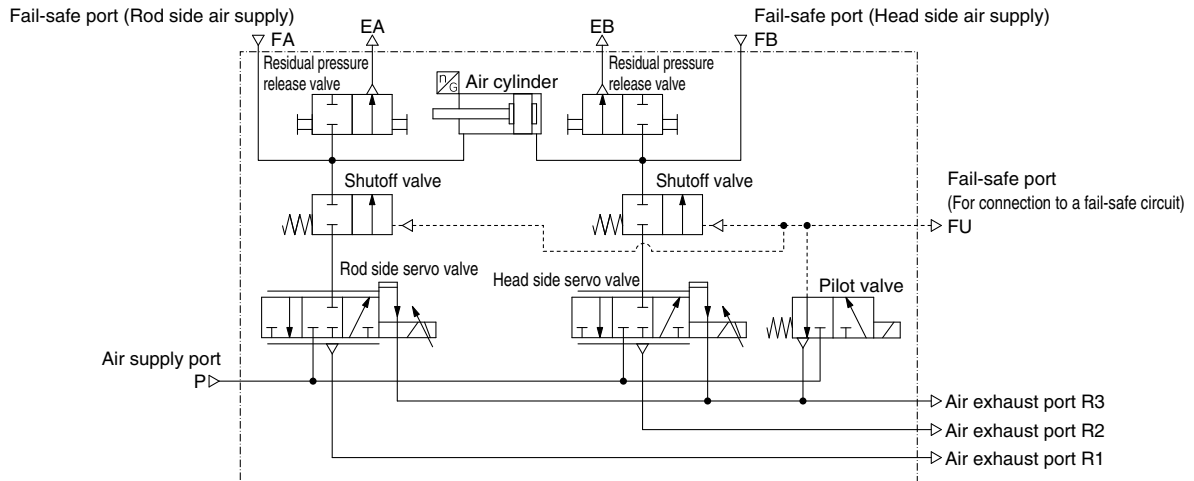 Fail-safe port (Rod side air supply)
FA
EA
EB
Fail-safe port (Head side air supply)
FB
Residual pressure
release valve
n/G
Air cylinder
Residual pressure
release valve
Shutoff valve
Shutoff valve
Fail-safe port
(For connection to a fail-safe circuit)
FU
Rod side servo valve
Head side servo valve
Pilot valve
Air supply port
P
Air exhaust port R3
Air exhaust port R2
Air exhaust port R1